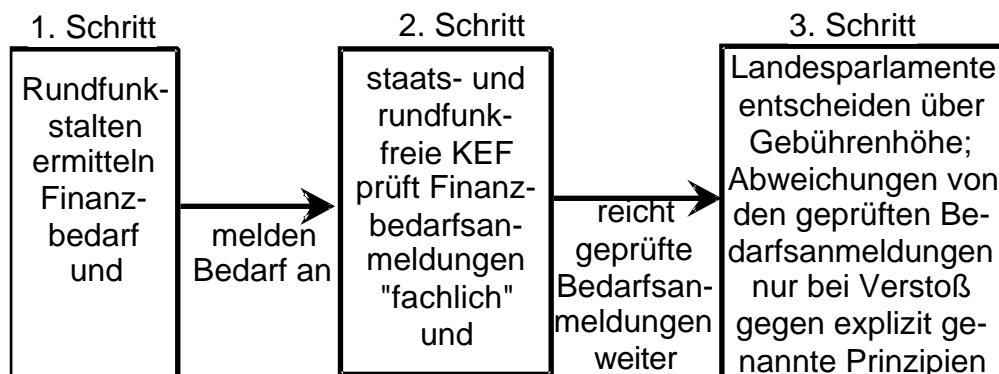 1. Schritt
Rundfunk-
stalten
ermitteln
Finanz-
bedarf
und
melden
Bedarf an
2. Schritt
staats- und
rundfunk-
freie KEF
prüft Finanz-
bedarfsan-
meldungen
"fachlich"
und
reicht
geprüfte
Bedarfsan-
meldungen
weiter
3. Schritt
Landesparlamente
entscheiden über
Gebührenhöhe;
Abweichungen von
den geprüften Be-
darfsanmeldungen
nur bei Verstoß
gegen explizit ge-
nannte Prinzipien